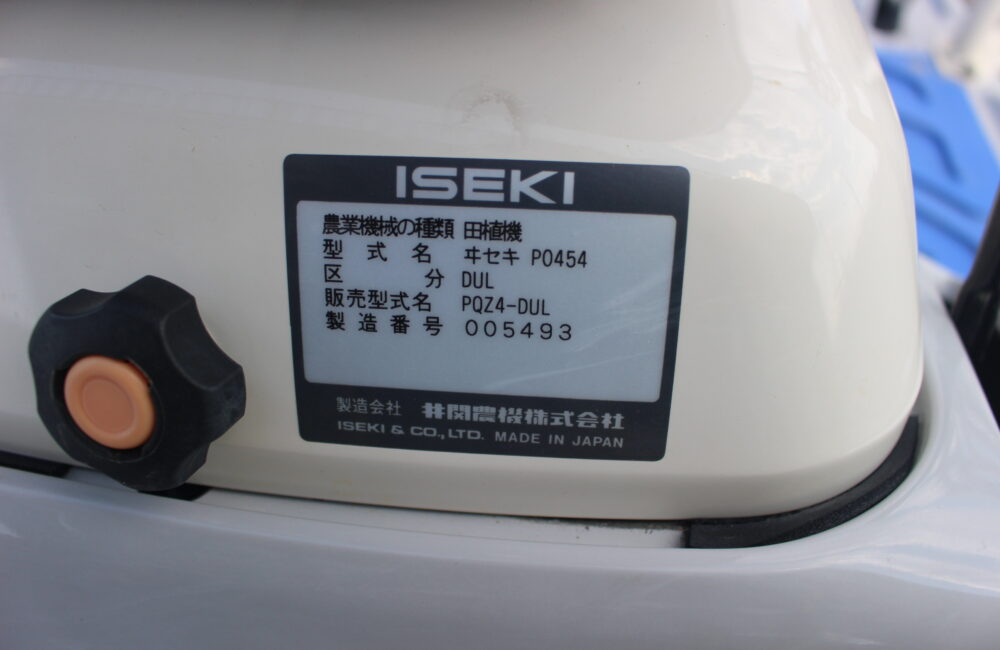 ISEKI
農業機械の種類 田植機
型式名 ヰセキ PO454
区分 DUL
販売型式名 PQZ4-DUL
製造番号 005493
製造会社 井関農機株式会社
ISEKI & CO., LTD. MADE IN JAPAN